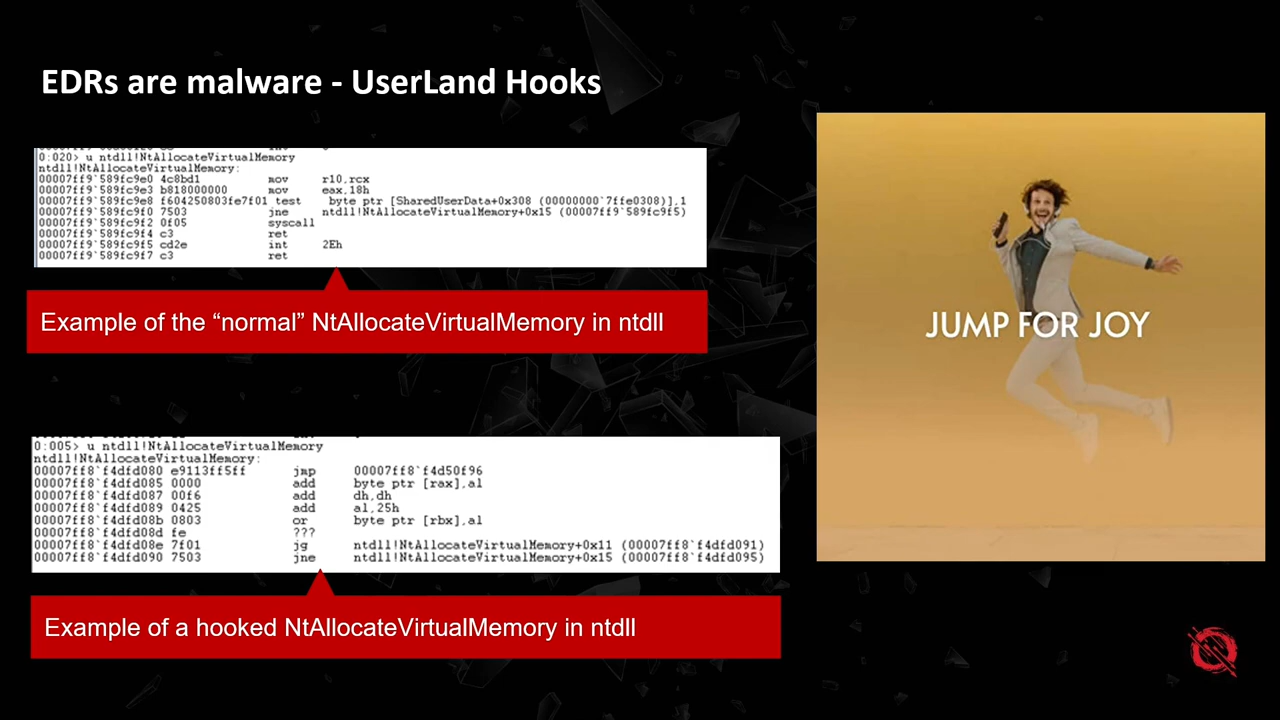 EDRs are malware - UserLand Hooks
0:020> u ntdll!NtAllocateVirtualMemory
ntdll!NtAllocateVirtualMemory:
00007ff9`589fc9e0 4c8bd1 mov r10,rcx
00007ff9`589fc9e3 b818000000 mov eax,18h
00007ff9`589fc9e8 f604250803fe7f01 test byte ptr [SharedUserData+0x308 (00000000`7ffe0308)],1
00007ff9`589fc9f0 7503 jne ntdll!NtAllocateVirtualMemory+0x15 (00007ff9`589fc9f5)
00007ff9`589fc9f2 0f05 syscall
00007ff9`589fc9f4 c3 ret
00007ff9`589fc9f5 cd2e int 2Eh
00007ff9`589fc9f7 c3 ret
Example of the “normal” NtAllocateVirtualMemory in ntdll
JUMP FOR JOY
0:005> u ntdll!NtAllocateVirtualMemory
ntdll!NtAllocateVirtualMemory:
00007ff8`f4dfd080 e9113ff5ff jmp 00007ff8`f4d50f96
00007ff8`f4dfd085 0000 add byte ptr [rax],al
00007ff8`f4dfd087 00f6 add dh,dh
00007ff8`f4dfd089 0425 add al,25h
00007ff8`f4dfd08b 0803 or byte ptr [rbx],al
00007ff8`f4dfd08d fe ???
00007ff8`f4dfd08e 7f01 jg ntdll!NtAllocateVirtualMemory+0x11 (00007ff8`f4dfd091)
00007ff8`f4dfd090 7503 jne ntdll!NtAllocateVirtualMemory+0x15 (00007ff8`f4dfd095)
Example of a hooked NtAllocateVirtualMemory in ntdll